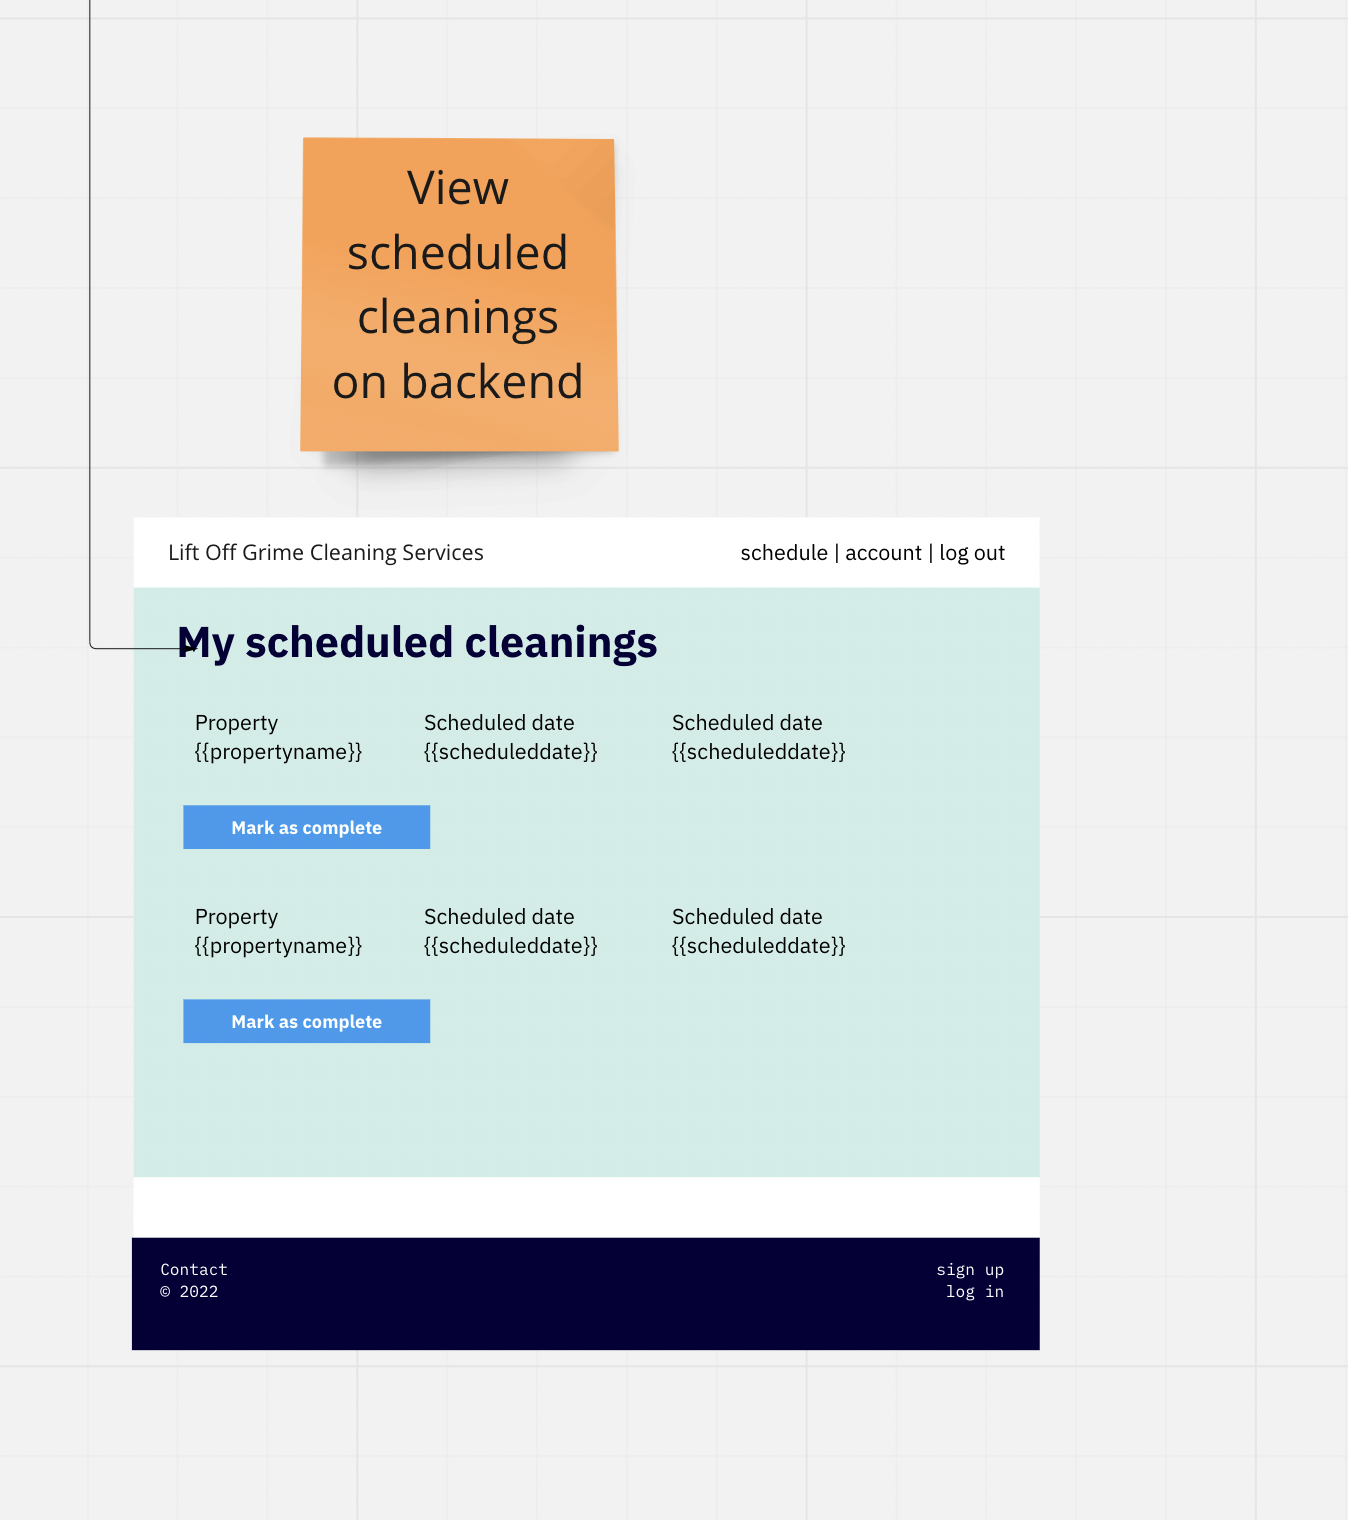 View
scheduled
cleanings
on backend
Lift Off Grime Cleaning Services
schedule | account | log out
My scheduled cleanings
Property
{{propertyname}}
Scheduled date
{{scheduleddate}}
Scheduled date
{{scheduleddate}}
Mark as complete
Property
{{propertyname}}
Scheduled date
{{scheduleddate}}
Scheduled date
{{scheduleddate}}
Mark as complete
Contact
© 2022
sign up
log in